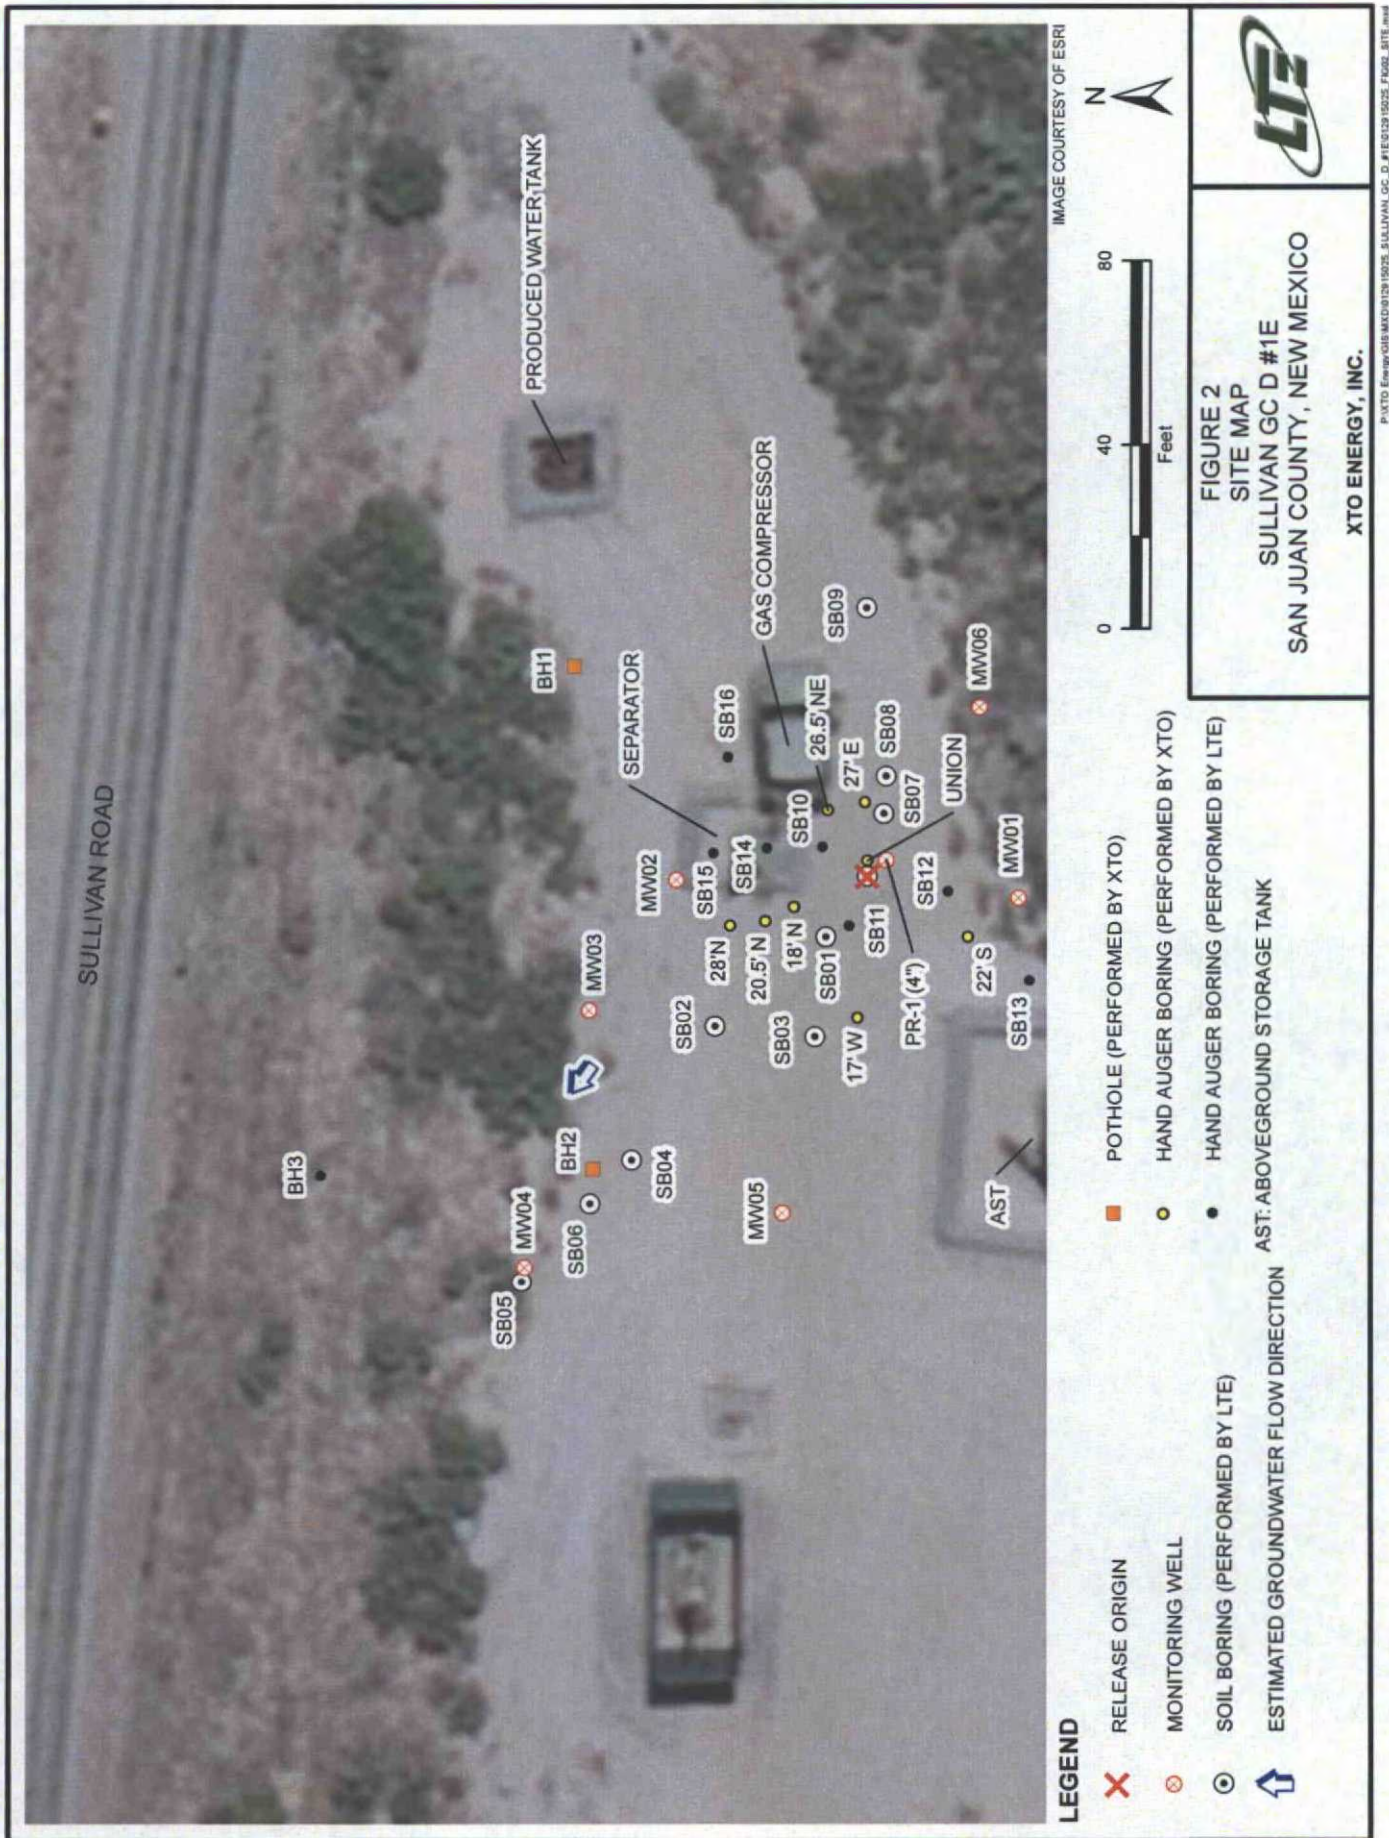 SULLIVAN ROAD
BH3
MW04
SB05
SB06
BH2
SB04
MW03
BH1
PRODUCED WATER TANK
MW02
SEPARATOR
SB02
28'N
SB15
SB16
MW05
20.5' N
SB14
GAS COMPRESSOR
SB03
18' N
SB10
SB01
26.5' NE
SB09
17' W
SB11
27' E
PR-1 (4")
SB12
SB07
SB08
UNION
22' S
MW01
MW06
AST
SB13
IMAGE COURTESY OF ESRI
LEGEND
RELEASE ORIGIN
MONITORING WELL
SOIL BORING (PERFORMED BY LTE)
ESTIMATED GROUNDWATER FLOW DIRECTION
POTHOLE (PERFORMED BY XTO)
HAND AUGER BORING (PERFORMED BY XTO)
HAND AUGER BORING (PERFORMED BY LTE)
AST: ABOVEGROUND STORAGE TANK
N
0 40 80
Feet
FIGURE 2
SITE MAP
SULLIVAN GC D #1E
SAN JUAN COUNTY, NEW MEXICO
XTO ENERGY, INC.
LTE